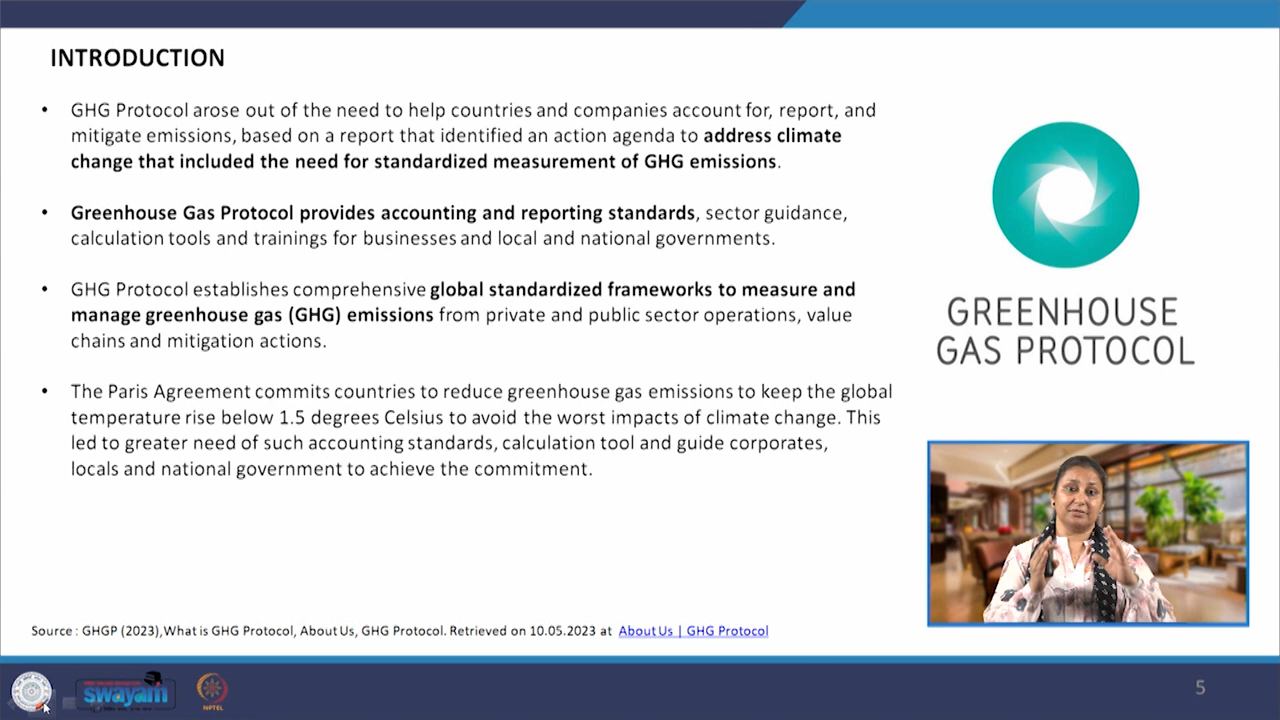 INTRODUCTION
• GHG Protocol arose out of the need to help countries and companies account for, report, and
mitigate emissions, based on a report that identified an action agenda to address climate
change that included the need for standardized measurement of GHG emissions.
• Greenhouse Gas Protocol provides accounting and reporting standards, sector guidance,
calculation tools and trainings for businesses and local and national governments.
• GHG Protocol establishes comprehensive global standardized frameworks to measure and
manage greenhouse gas (GHG) emissions from private and public sector operations, value
chains and mitigation actions.
• The Paris Agreement commits countries to reduce greenhouse gas emissions to keep the global
temperature rise below 1.5 degrees Celsius to avoid the worst impacts of climate change. This
led to greater need of such accounting standards, calculation tool and guide corporates,
locals and national government to achieve the commitment.
GREENHOUSE
GAS PROTOCOL
Source : GHGP (2023),What is GHG Protocol, About Us, GHG Protocol. Retrieved on 10.05.2023 at About Us | GHG Protocol
swayam
NPTEL
5